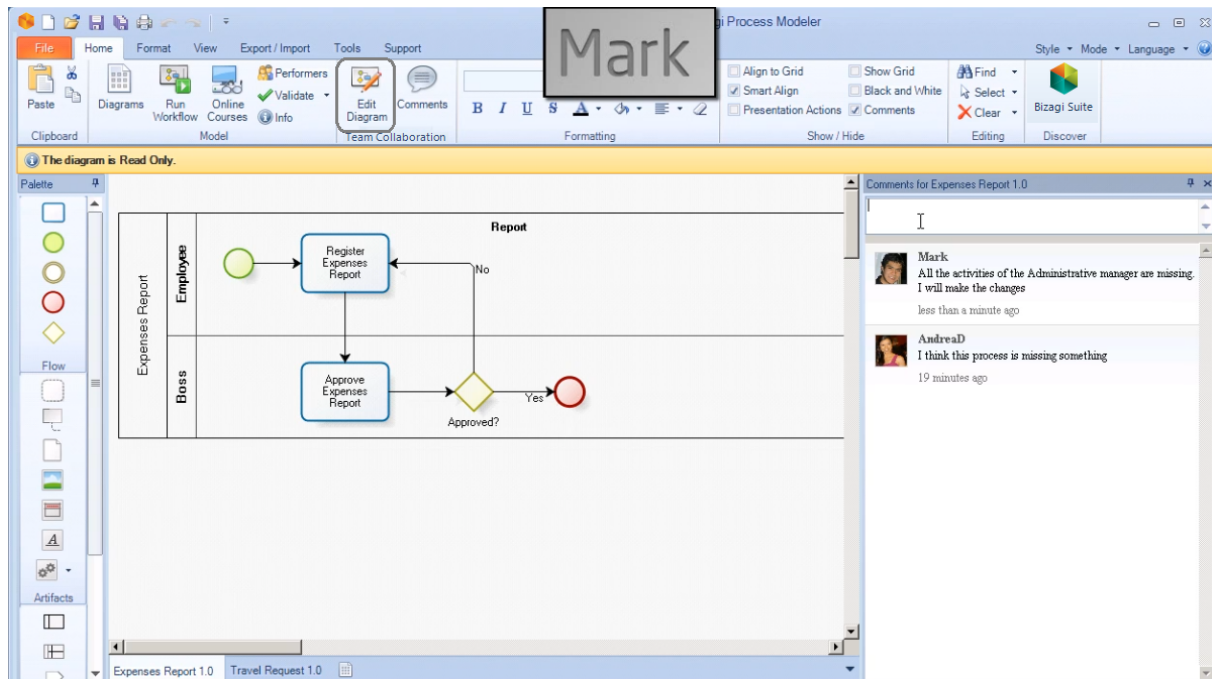 Mark
gi Process Modeler
File Home Format View Export / Import Tools Support
Style Mode Language
Paste
Clipboard
Diagrams
Run
Workflow
Online
Courses
Performers
Validate
Info
Model
Edit
Diagram
Comments
Team Collaboration
B I U S A
Formatting
Align to Grid
Smart Align
Presentation Actions
Show Grid
Black and White
Comments
Show / Hide
Find
Select
Clear
Editing
Bizagi Suite
Discover
The diagram is Read Only.
Palette
Flow
A
Artifacts
Expenses Report
Employee
Boss
Report
Register
Expenses
Report
No
Approve
Expenses
Report
Approved?
Yes
Comments for Expenses Report 1.0
Mark
All the activities of the Administrative manager are missing.
I will make the changes
less than a minute ago
AndreaD
I think this process is missing something
19 minutes ago
Expenses Report 1.0 Travel Request 1.0